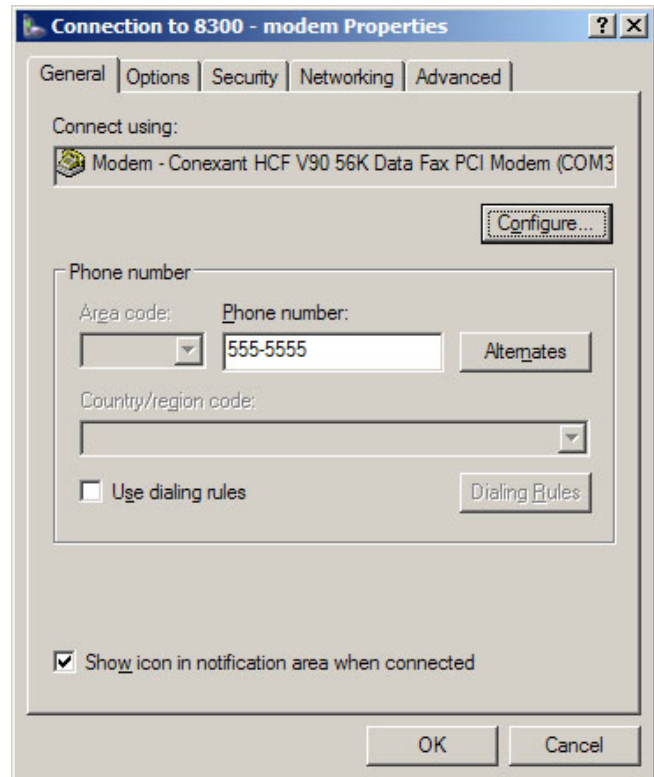 Connection to 8300 - modem Properties
General Options Security Networking Advanced
Connect using:
Modem - Conexant HCF V90 56K Data Fax PCI Modem (COM3
Configure...
Phone number
Area code: Phone number:
555-5555 Alternates
Country/region code:
Use dialing rules Dialing Rules
Show icon in notification area when connected
OK Cancel